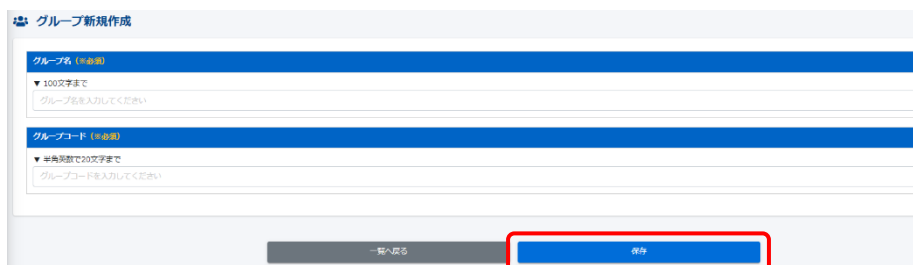 グループ新規作成
グループ名 (※必須)
▼ 100文字まで
グループ名を入力してください
グループコード (※必須)
▼ 半角英数で20文字まで
グループコードを入力してください
一覧へ戻る
保存